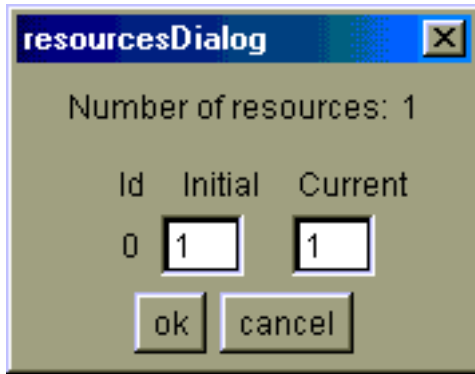 resourcesDialog
Number of resources: 1
Id Initial Current
0 1 1
ok cancel